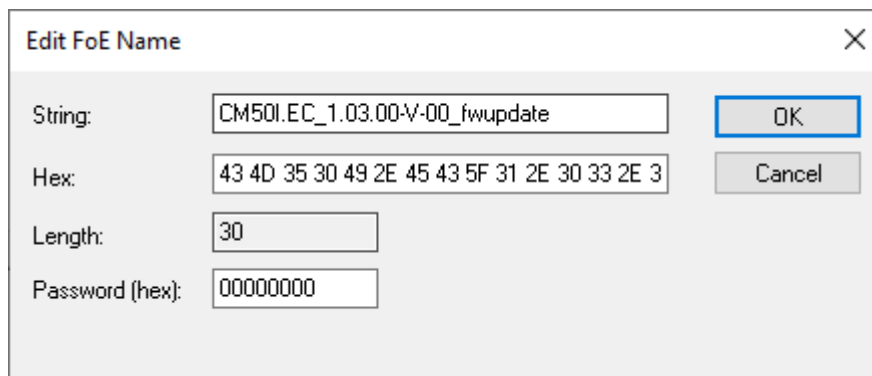 Edit FoE Name
String: CM50I.EC_1.03.00-V-00_fwupdate OK
Hex: 43 4D 35 30 49 2E 45 43 5F 31 2E 30 33 2E 3 Cancel
Length: 30
Password (hex): 00000000